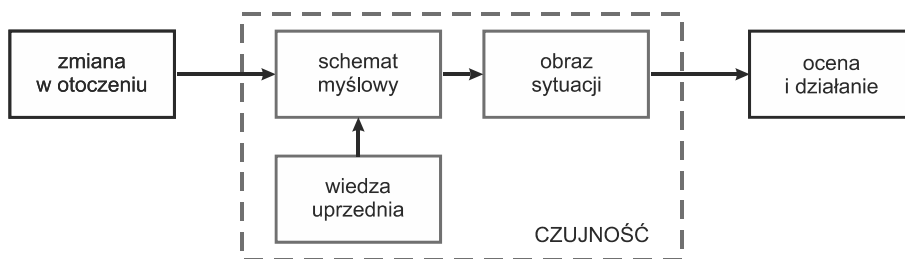 zmiana
w otoczeniu
schemat
myślowy
obraz
sytuacji
ocena
i działanie
wiedza
uprzednia
CZUJNOŚĆ